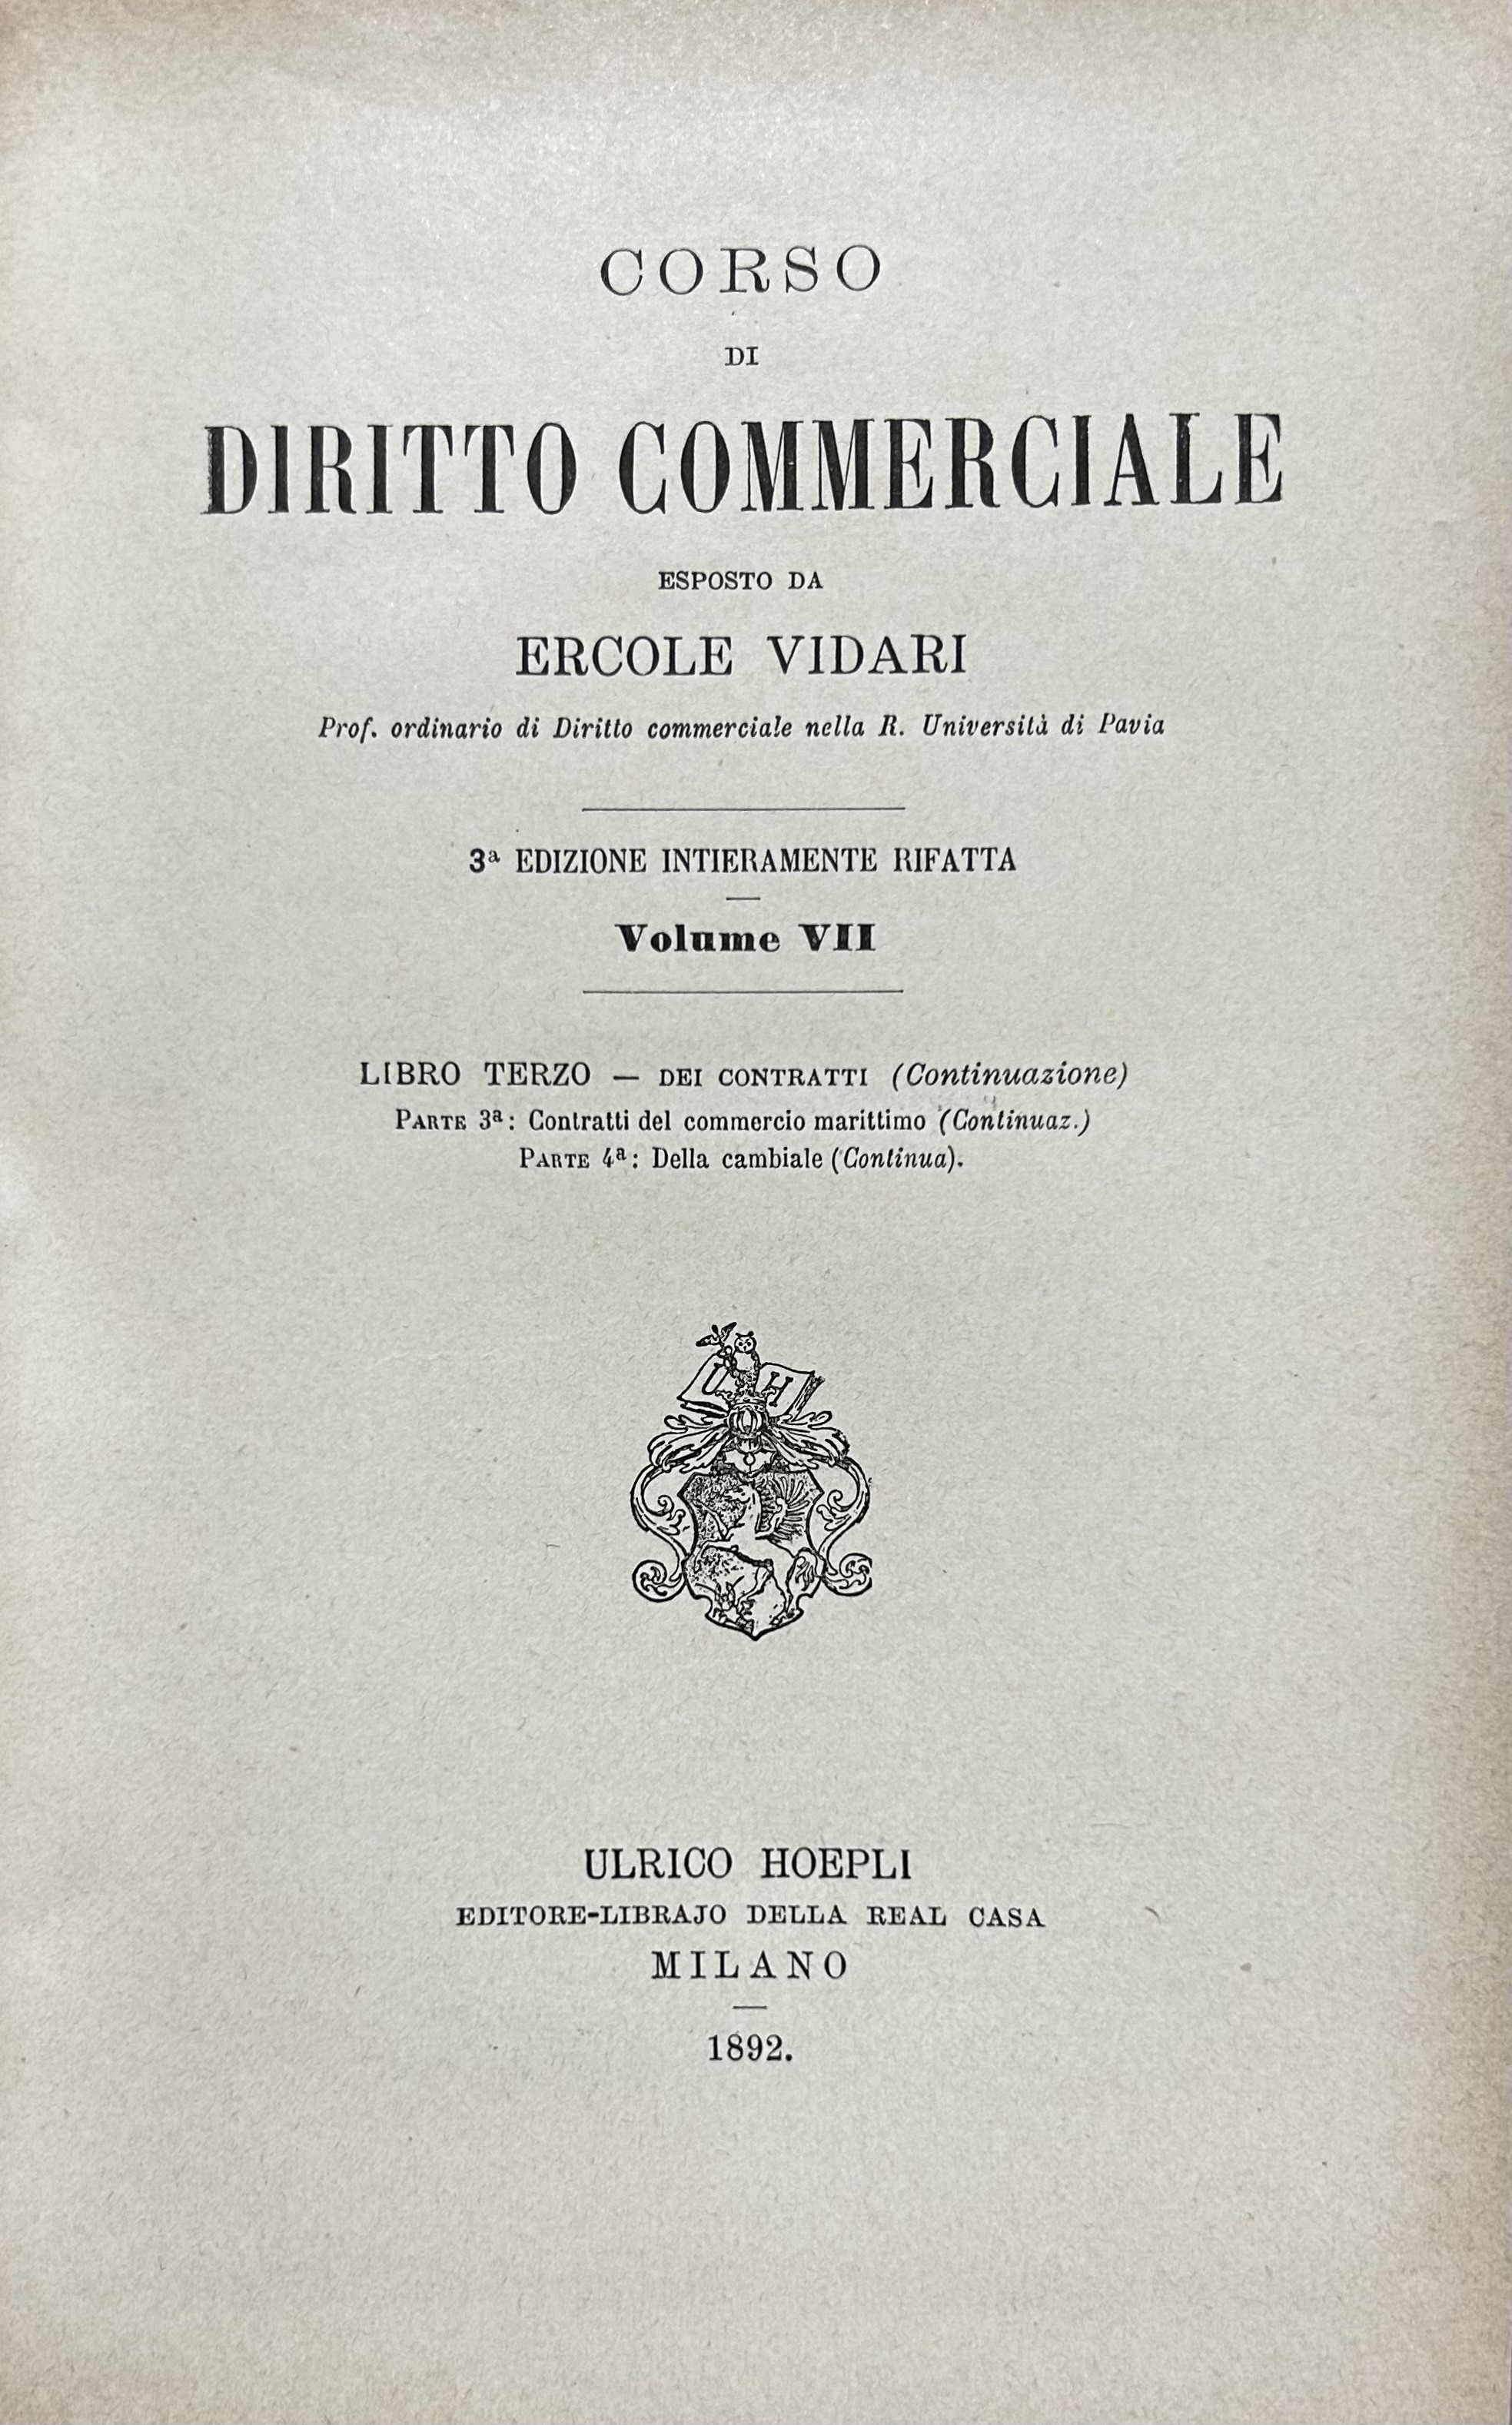 CORSO
DI
DIRITTO COMMERCIALE
ESPOSTO DA
ERCOLE VIDARI
Prof. ordinario di Diritto commerciale nella R. Università di Pavia
3ª EDIZIONE INTIERAMENTE RIFATTA
Volume VII
LIBRO TERZO — DEI CONTRATTI (Continuazione)
PARTE 3ª: Contratti del commercio marittimo (Continuaz.)
PARTE 4ª: Della cambiale (Continua).
U H
ULRICO HOEPLI
EDITORE-LIBRAJO DELLA REAL CASA
MILANO
1892.